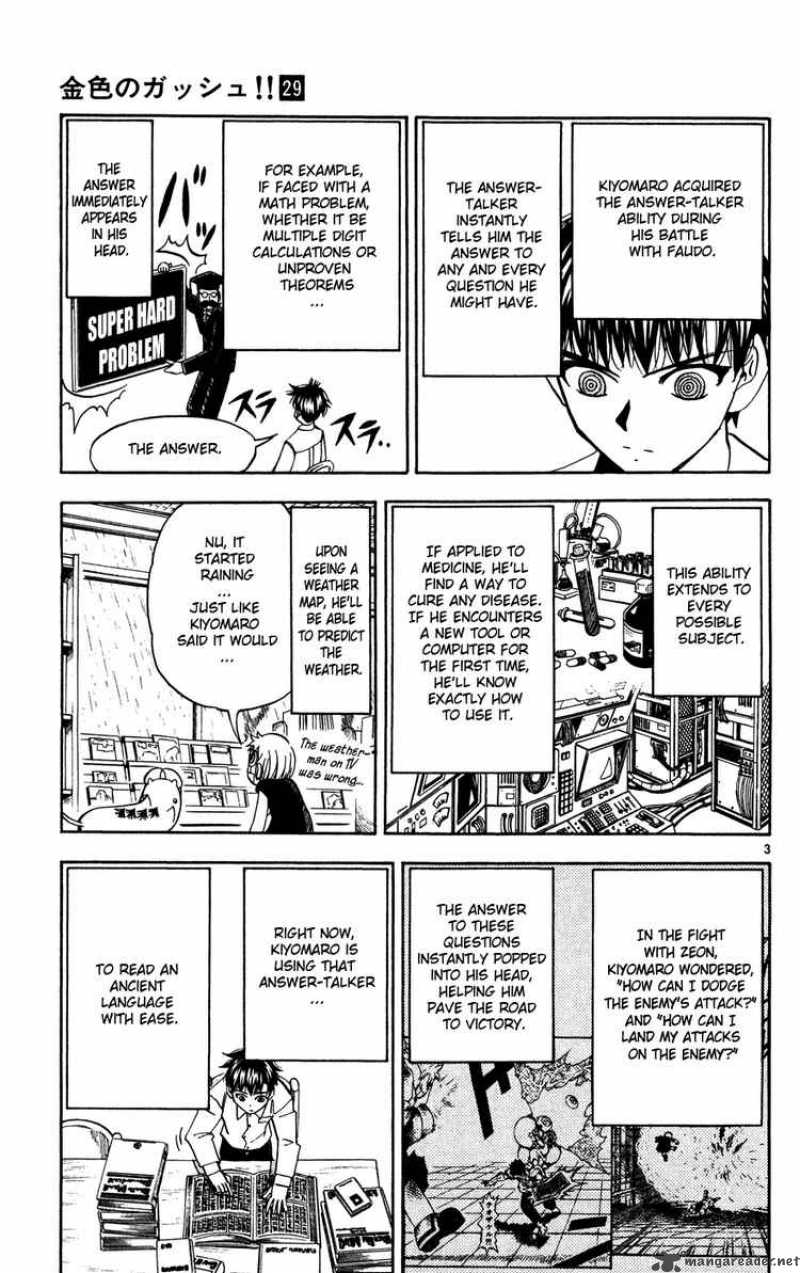 金色のガッシュ!! 29
KIYOMARO ACQUIRED
THE ANSWER-TALKER
ABILITY DURING
HIS BATTLE
WITH FAUDO.
THE ANSWER-
TALKER
INSTANTLY
TELLS HIM THE
ANSWER TO
ANY AND EVERY
QUESTION HE
MIGHT HAVE.
FOR EXAMPLE,
IF FACED WITH A
MATH PROBLEM,
WHETHER IT BE
MULTIPLE DIGIT
CALCULATIONS OR
UNPROVEN
THEOREMS
...
THE
ANSWER
IMMEDIATELY
APPEARS
IN HIS
HEAD.
SUPER HARD
PROBLEM
スラ
スラ..
THE ANSWER.
THIS ABILITY
EXTENDS TO
EVERY
POSSIBLE
SUBJECT.
IF APPLIED TO
MEDICINE, HE'LL
FIND A WAY TO
CURE ANY DISEASE.
IF HE ENCOUNTERS
A NEW TOOL OR
COMPUTER FOR
THE FIRST TIME,
HE'LL KNOW
EXACTLY HOW
TO USE IT.
UPON
SEEING A
WEATHER
MAP, HE'LL
BE ABLE TO
PREDICT
THE
WEATHER.
NU, IT
STARTED
RAINING
...
JUST LIKE
KIYOMARO
SAID IT WOULD
...
The weather-
man on TV
was wrong...
3
IN THE FIGHT
WITH ZEON,
KIYOMARO WONDERED,
"HOW CAN I DODGE
THE ENEMY'S ATTACK?"
AND "HOW CAN I
LAND MY ATTACKS
ON THE ENEMY?"
THE ANSWER
TO THESE
QUESTIONS
INSTANTLY POPPED
INTO HIS HEAD,
HELPING HIM
PAVE THE ROAD
TO VICTORY.
RIGHT NOW,
KIYOMARO IS
USING THAT
ANSWER-TALKER
...
TO READ AN
ANCIENT
LANGUAGE
WITH EASE.
mangareader.net